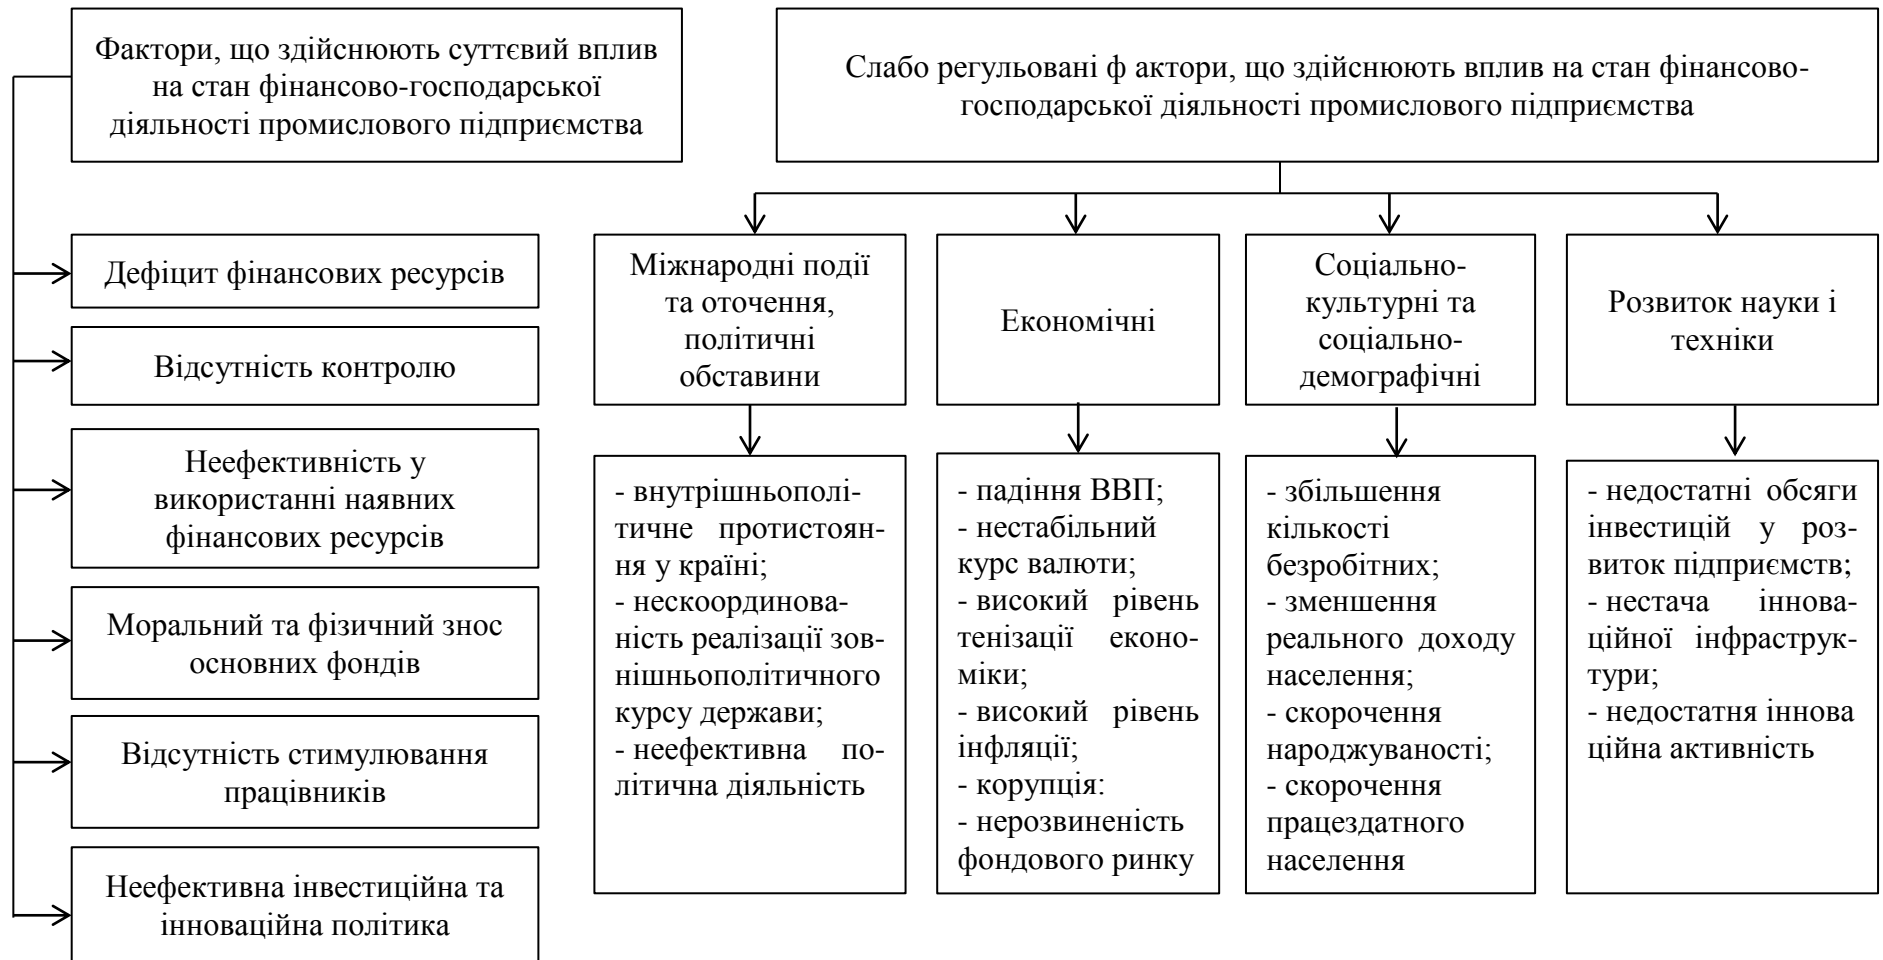 Фактори, що здійснюють суттєвий вплив
на стан фінансово-господарської
діяльності промислового підприємства
Дефіцит фінансових ресурсів
Відсутність контролю
Неефективність у
використанні наявних
фінансових ресурсів
Моральний та фізичний знос
основних фондів
Відсутність стимулювання
працівників
Неефективна інвестиційна та
інноваційна політика
Слабо регульовані ф актори, що здійснюють вплив на стан фінансово-
господарської діяльності промислового підприємства
Міжнародні події
та оточення,
політичні
обставини
- внутрішньополі-
тичне протистоян-
ня у країні;
- нескоординова-
ність реалізації зов-
нішньополітичного
курсу держави;
- неефективна по-
літична діяльність
Економічні
- падіння ВВП;
- нестабільний
курс валюти;
- високий рівень
тенізації еконо-
міки;
- високий рівень
інфляції;
- корупція:
- нерозвиненість
фондового ринку
Соціально-
культурні та
соціально-
демографічні
- збільшення
кількості
безробітних;
- зменшення
реального доходу
населення;
- скорочення
народжуваності;
- скорочення
працездатного
населення
Розвиток науки і
техніки
- недостатні обсяги
інвестицій у роз-
виток підприємств;
- нестача іннова-
ційної інфраструк-
тури;
- недостатня іннова
ційна активність